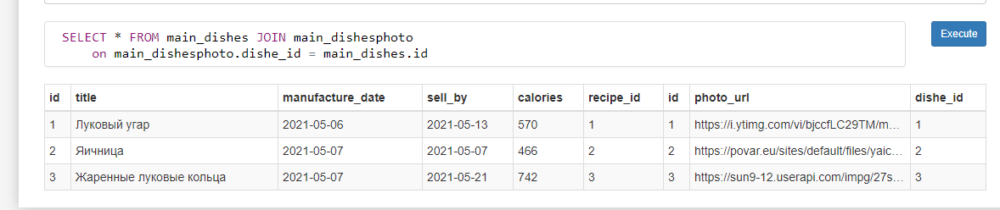 SELECT * FROM main_dishes JOIN main_dishesphoto
on main_dishesphoto.dishe_id = main_dishes.id
Execute
id title manufacture_date sell_by calories recipe_id id photo_url dishe_id
1 Луковый угар 2021-05-06 2021-05-13 570 1 1 https://i.ytimg.com/vi/bjccfLC29TM/m… 1
2 Яичница 2021-05-07 2021-05-07 466 2 2 https://povar.eu/sites/default/files/yaic… 2
3 Жаренные луковые кольца 2021-05-07 2021-05-21 742 3 3 https://sun9-12.userapi.com/impg/27s… 3